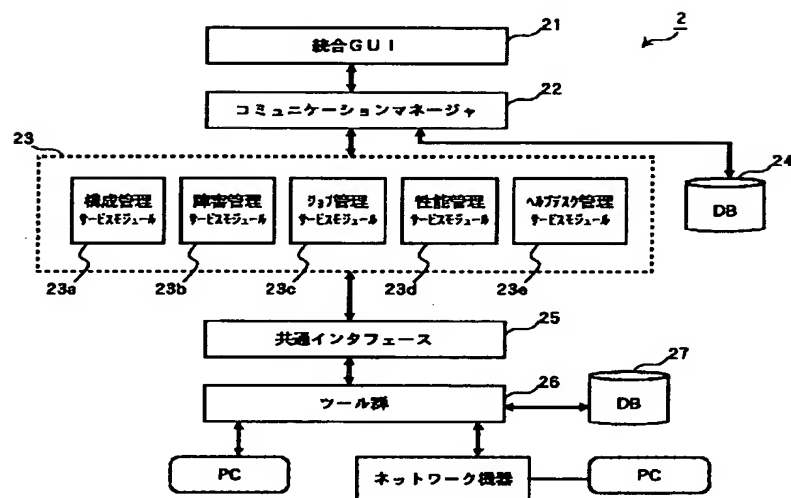 2
統合GUI
21
コミュニケーションマネージャ
22
23
24
DB
構成管理
サービスモジュール
障害管理
サービスモジュール
ジョブ管理
サービスモジュール
性能管理
サービスモジュール
ヘルプデスク管理
サービスモジュール
23a
23b
23c
23d
23e
共通インタフェース
25
ツール群
26
27
DB
PC
ネットワーク機器
PC